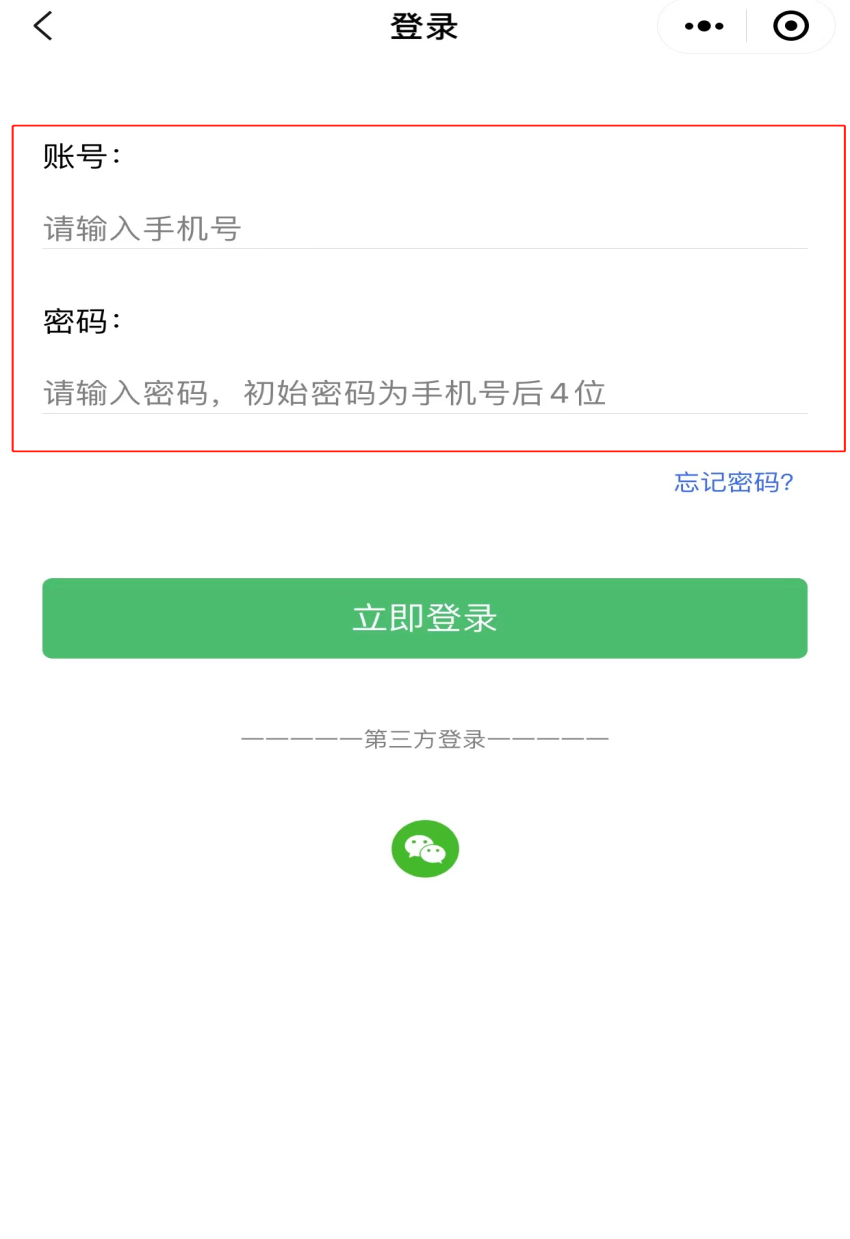 登录
账号：
请输入手机号
密码：
请输入密码，初始密码为手机号后4位
忘记密码?
立即登录
—————第三方登录—————